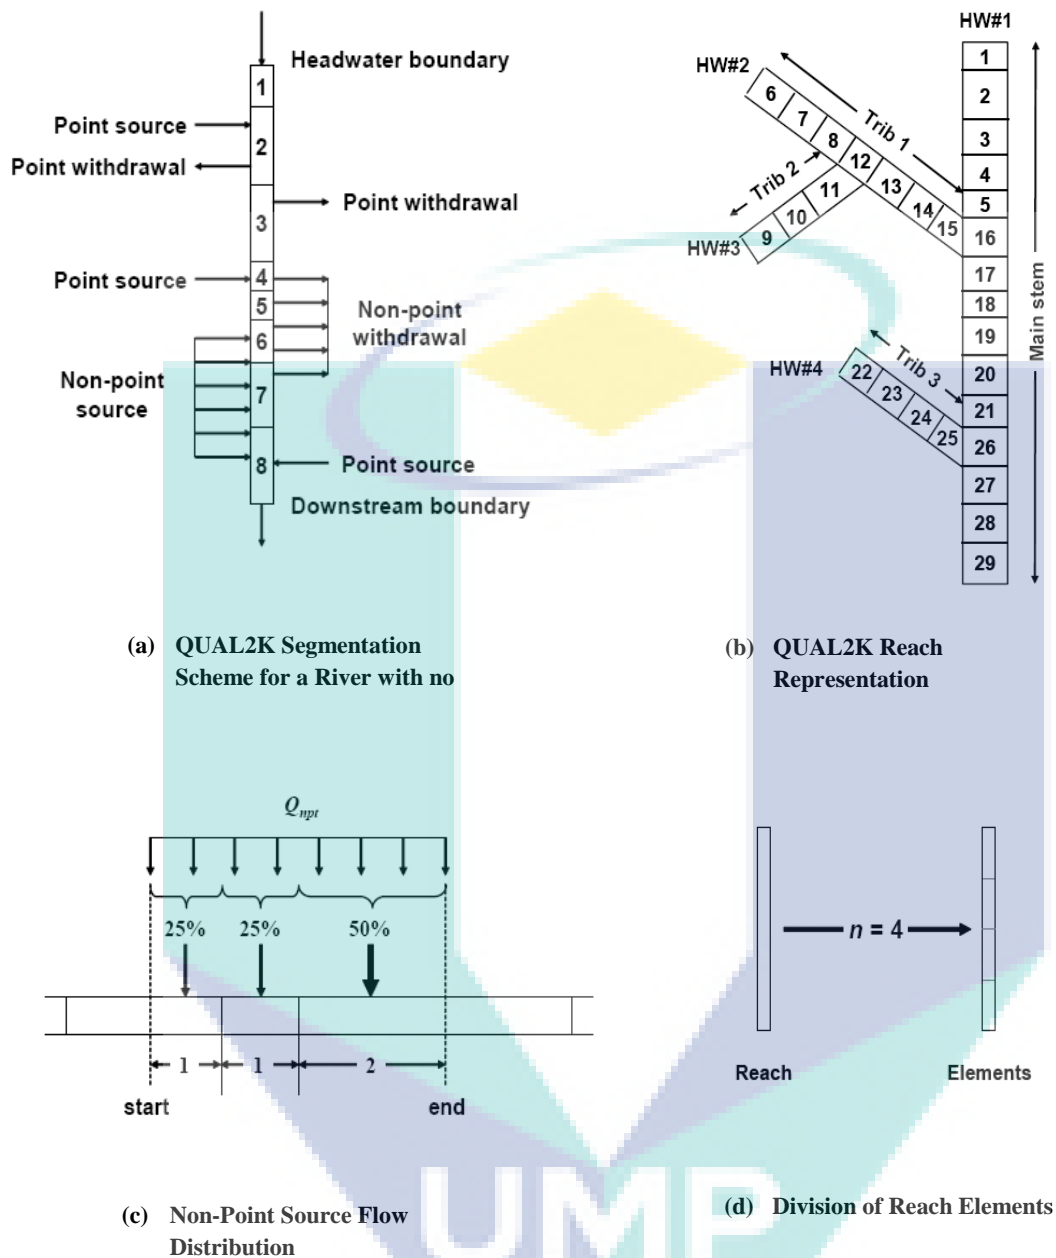 Headwater boundary
1
Point source
2
Point withdrawal
3
Point withdrawal
Point source
4
5
6
Non-point
withdrawal
Non-point
source
7
8
Point source
Downstream boundary
(a) QUAL2K Segmentation
Scheme for a River with no
HW#1
HW#2
HW#3
HW#4
1
2
3
4
5
6
7
8
Trib 1
12
13
14
15
16
Trib 2
11
10
9
17
18
19
20
21
Trib 3
22
23
24
25
26
27
28
29
Main stem
(b) QUAL2K Reach
Representation
Qnpt
25% 25% 50%
1 1 2
start end
(c) Non-Point Source Flow
Distribution
n = 4
Reach Elements
(d) Division of Reach Elements
UMP